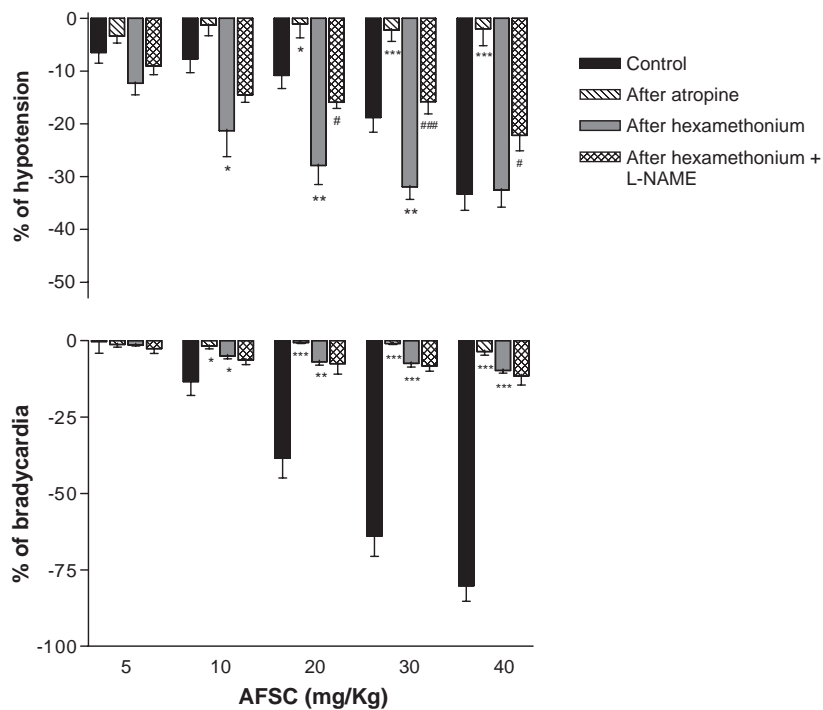 0
-10
-20
-30
-40
-50
% of hypotension
* * *** ***
# ### #
* ** **
Control
After atropine
After hexamethonium
After hexamethonium +
L-NAME
0
-25
-50
-75
-100
% of bradycardia
* *** *** ***
* ** *** ***
5 10 20 30 40
AFSC (mg/Kg)